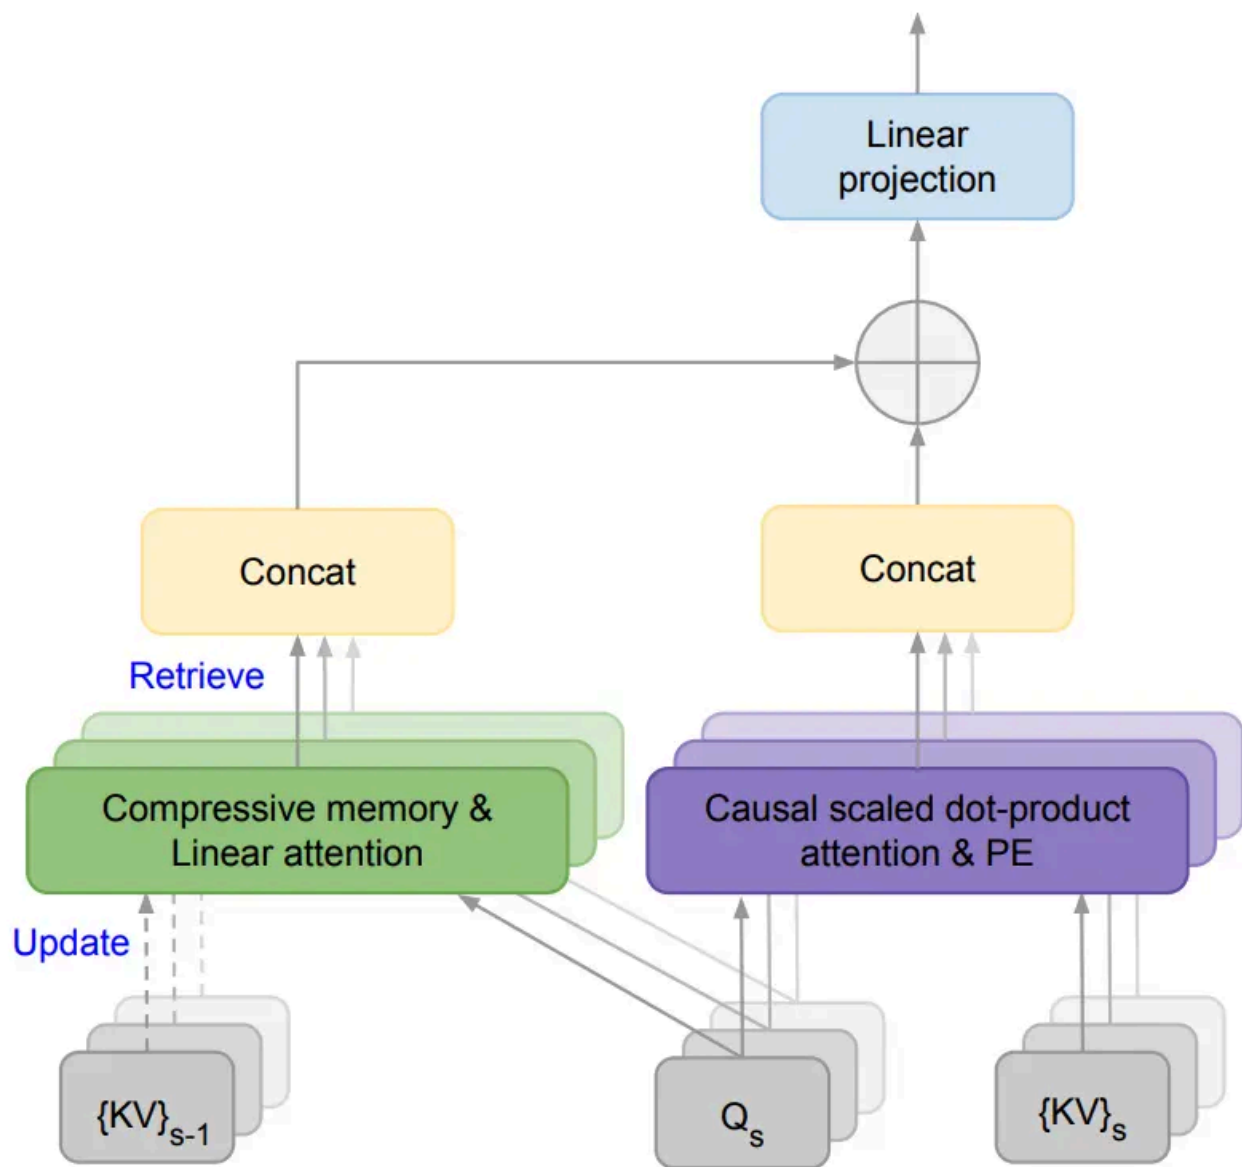 Linear
projection
Concat
Concat
Retrieve
Compressive memory &
Linear attention
Causal scaled dot-product
attention & PE
Update
{KV}s-1
Qs
{KV}s